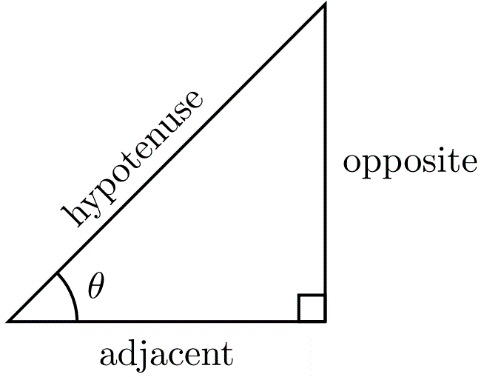 hypotenuse
opposite
θ
adjacent